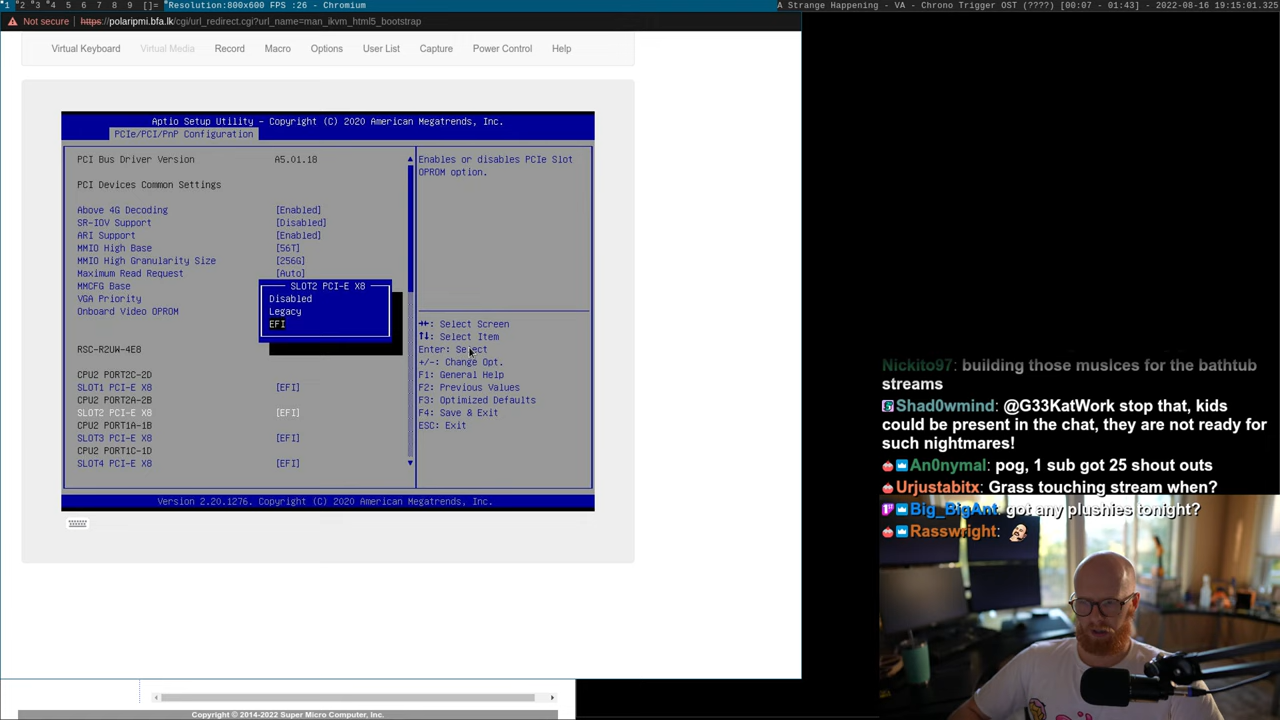 1 2 3 4 5 6 7 8 9 []= Resolution:800x600 FPS :26 - Chromium
A Strange Happening - VA - Chrono Trigger OST (????) - [00:07 - 01:43] - 2022-08-16 19:15:01.325
Not secure | https://polaripmi.bfa.lk/cgi/url_redirect.cgi?url_name=man_ikvm_html5_bootstrap
Virtual Keyboard Virtual Media Record Macro Options User List Capture Power Control Help
Aptio Setup Utility - Copyright (C) 2020 American Megatrends, Inc.
PCIe/PCI/PnP Configuration
PCI Bus Driver Version A5.01.18
PCI Devices Common Settings
Above 4G Decoding [Enabled]
SR-IOV Support [Disabled]
ARI Support [Enabled]
MMIO High Base [56T]
MMIO High Granularity Size [256G]
Maximum Read Request [Auto]
MMCFG Base
VGA Priority
Onboard Video OPROM
RSC-R2UW-4E8
CPU2 PORT2C-2D
SLOT1 PCI-E X8 [EFI]
CPU2 PORT2A-2B
SLOT2 PCI-E X8 [EFI]
CPU2 PORT1A-1B
SLOT3 PCI-E X8 [EFI]
CPU2 PORT1C-1D
SLOT4 PCI-E X8 [EFI]
SLOT2 PCI-E X8
Disabled
Legacy
EFI
Enables or disables PCIe Slot
OPROM option.
→←: Select Screen
↑↓: Select Item
Enter: Select
+/-: Change Opt.
F1: General Help
F2: Previous Values
F3: Optimized Defaults
F4: Save & Exit
ESC: Exit
Version 2.20.1276. Copyright (C) 2020 American Megatrends, Inc.
Nickito97: building those muslces for the bathtub
streams
Shad0wmind: @G33KatWork stop that, kids
could be present in the chat, they are not ready for
such nightmares!
An0nymal: pog, 1 sub got 25 shout outs
Urjustabitx: Grass touching stream when?
Big_BigAnt: got any plushies tonight?
Rasswright:
Copyright © 2014-2022 Super Micro Computer, Inc.